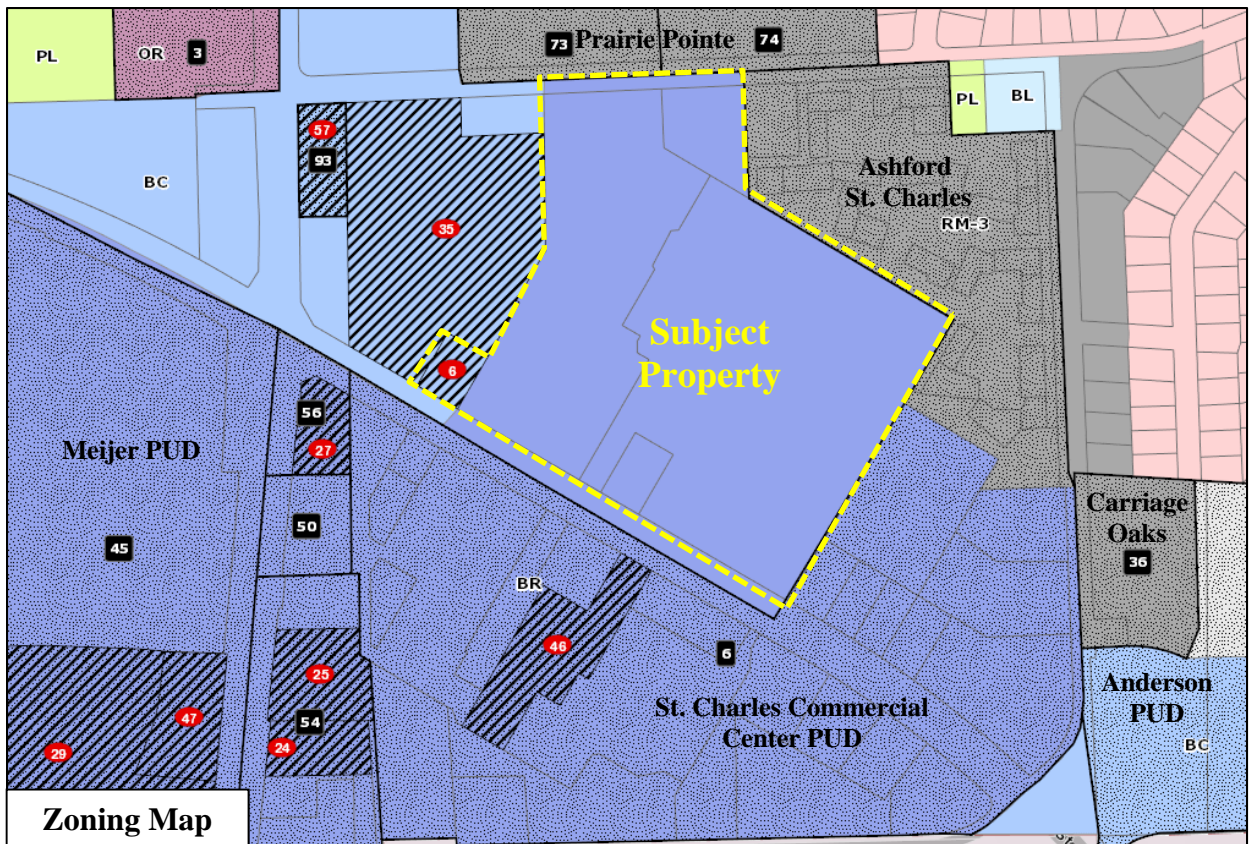 73 Prairie Pointe 74
PL
OR 3
PL
BL
57
93
BC
Ashford
St. Charles
RM-3
35
Subject
Property
6
56
27
Meijer PUD
50
45
Carriage
Oaks
36
BR
46
6
25
54
24
47
29
St. Charles Commercial
Center PUD
Anderson
PUD
BC
Zoning Map